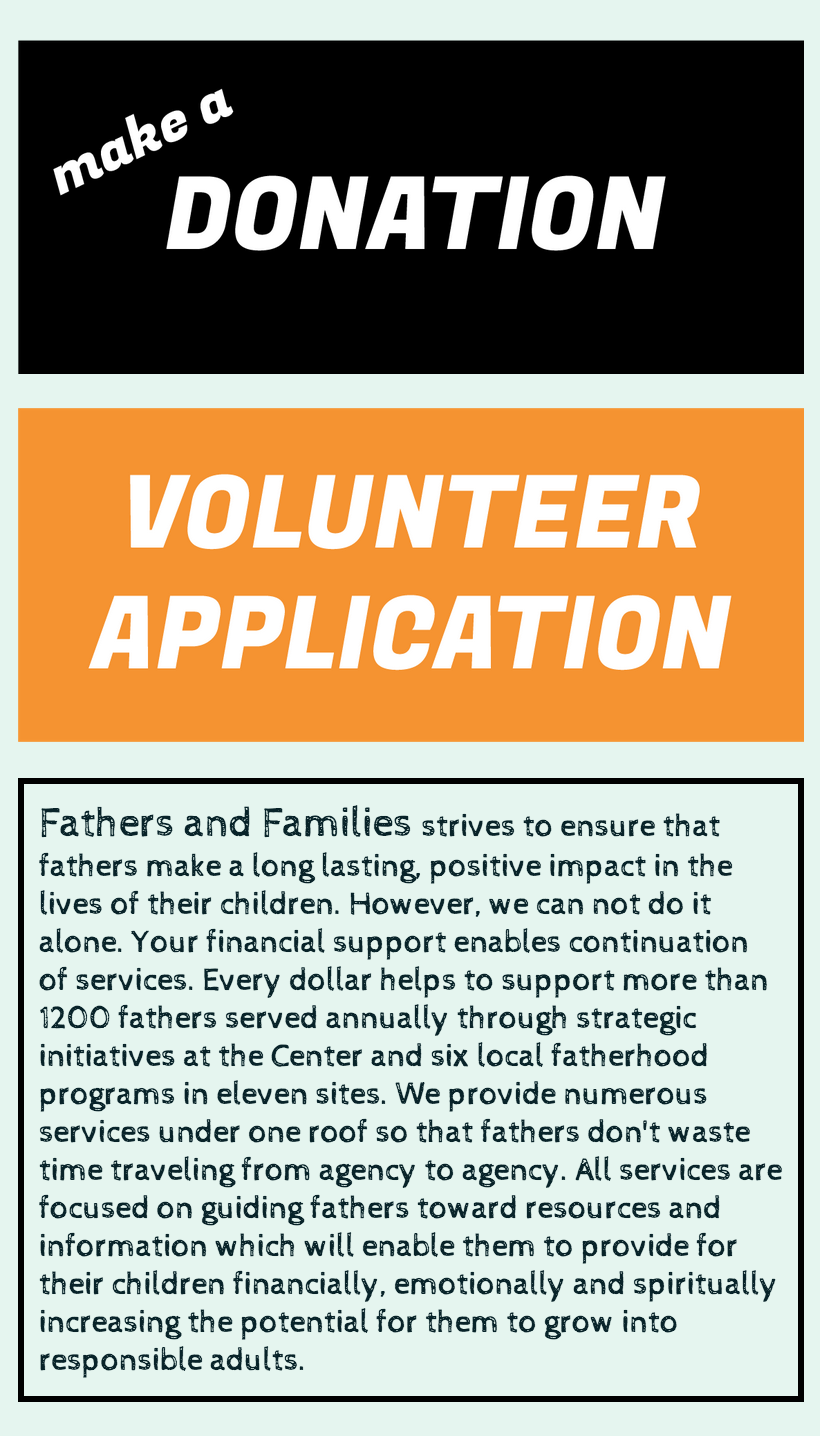 make a
DONATION
VOLUNTEER
APPLICATION
Fathers and Families strives to ensure that
fathers make a long lasting, positive impact in the
lives of their children. However, we can not do it
alone. Your financial support enables continuation
of services. Every dollar helps to support more than
1200 fathers served annually through strategic
initiatives at the Center and six local fatherhood
programs in eleven sites. We provide numerous
services under one roof so that fathers don't waste
time traveling from agency to agency. All services are
focused on guiding fathers toward resources and
information which will enable them to provide for
their children financially, emotionally and spiritually
increasing the potential for them to grow into
responsible adults.